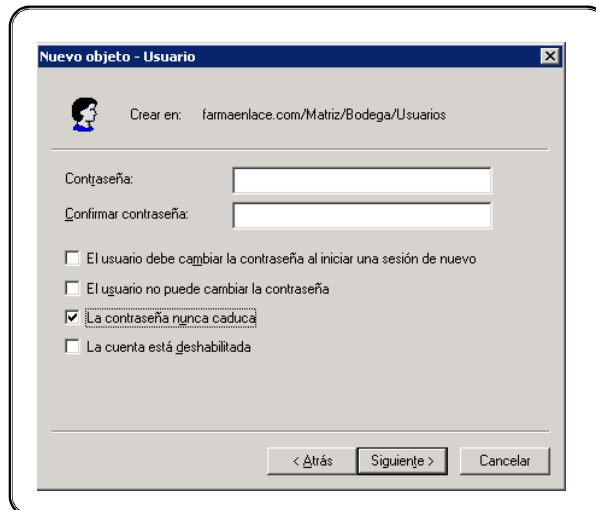 Nuevo objeto - Usuario
Crear en: farmaenlace.com/Matriz/Bodega/Usuarios
Contraseña:
Confirmar contraseña:
El usuario debe cambiar la contraseña al iniciar una sesión de nuevo
El usuario no puede cambiar la contraseña
La contraseña nunca caduca
La cuenta está deshabilitada
< Atrás Siguiente > Cancelar